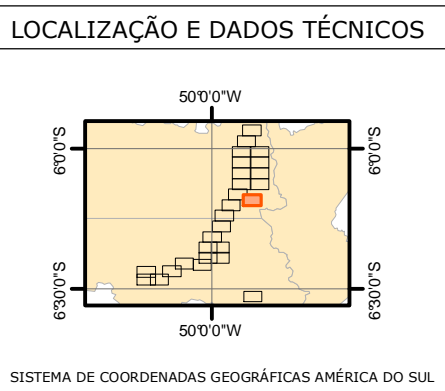 LOCALIZAÇÃO E DADOS TÉCNICOS
50°0'0"W
6°0'0"S
6°0'0"S
6°30'0"S
6°30'0"S
50°0'0"W
SISTEMA DE COORDENADAS GEOGRÁFICAS AMÉRICA DO SUL